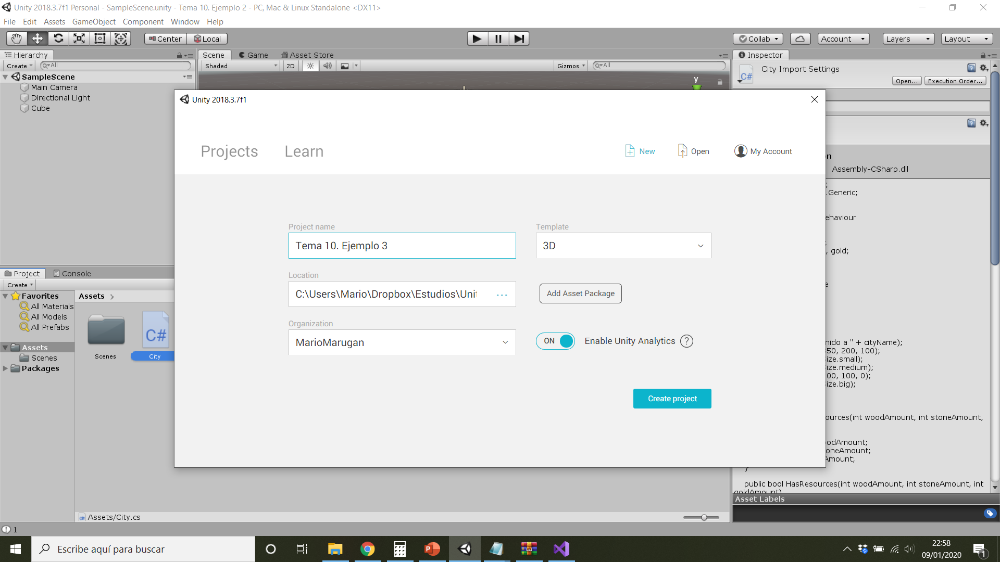 Unity 2018.3.7f1 Personal - SampleScene.unity - Tema 10. Ejemplo 2 - PC, Mac & Linux Standalone <DX11>
File Edit Assets GameObject Component Window Help
Center Local
Collab Account Layers Layout
Hierarchy
Create All
SampleScene
Main Camera
Directional Light
Cube
Scene Game Asset Store
Shaded 2D Gizmos All
y
Inspector
City Import Settings
C#
Open... Execution Order...
Unity 2018.3.7f1
Projects Learn New Open My Account
Project name
Tema 10. Ejemplo 3
Template
3D
Location
C:\Users\Mario\Dropbox\Estudios\Uni
...
Add Asset Package
Organization
MarioMarugan
ON Enable Unity Analytics ?
Create project
on
Assembly-CSharp.dll
;
.Generic;
ehaviour
;
, gold;
e
nido a " + cityName);
50, 200, 100);
ize.small);
ize.medium);
00, 100, 0);
ize.big);
ources(int woodAmount, int stoneAmount,
odAmount;
oneAmount;
Amount;
}
public bool HasResources(int woodAmount, int stoneAmount, int
goldAmount)
Asset Labels
Project Console
Create
Favorites
All Materials
All Models
All Prefabs
Assets
Scenes
Packages
Assets
C#
Scenes City
Assets/City.cs
1
Escribe aquí para buscar
22:58
09/01/2020
1